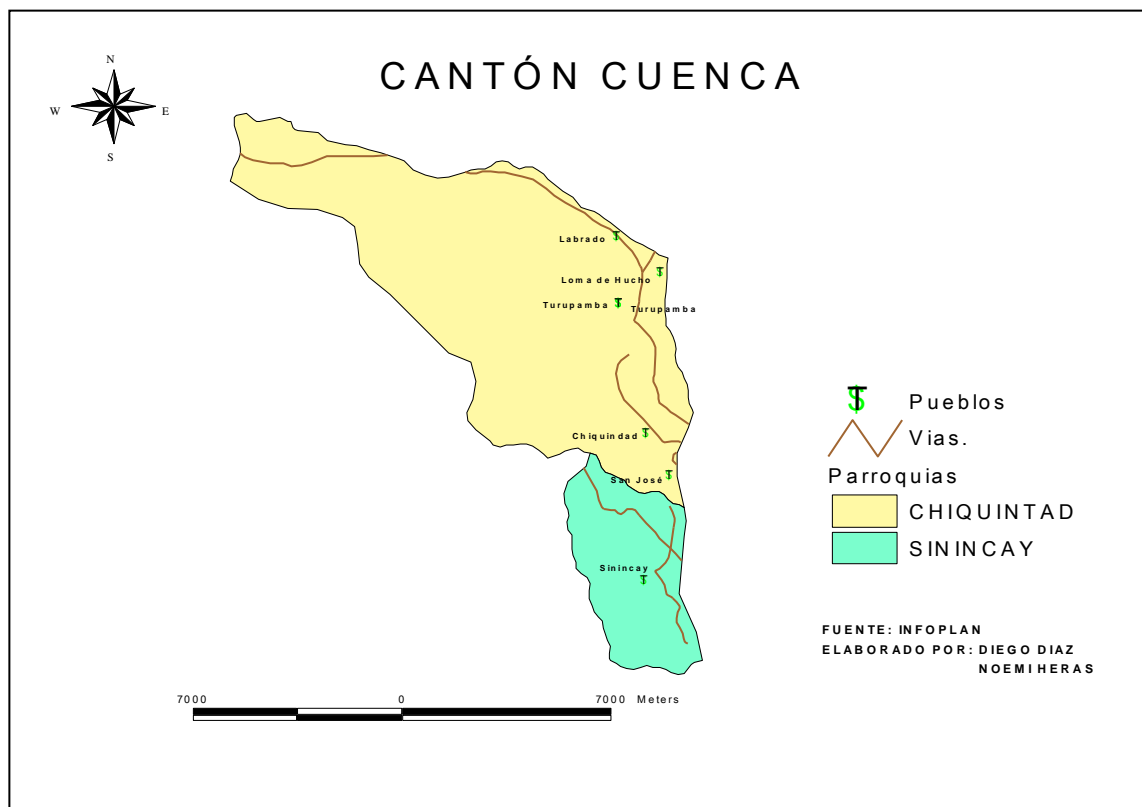 CANTÓN CUENCA
N
W E
S
Labrado
Loma de Hucho
Turupamba
Turupamba
Chiquindad
San José
Sinincay
Pueblos
Vias.
Parroquias
CHIQUINTAD
SININCAY
FUENTE: INFOPLAN
ELABORADO POR: DIEGO DIAZ
NOEMI HERAS
7000 0 7000 Meters